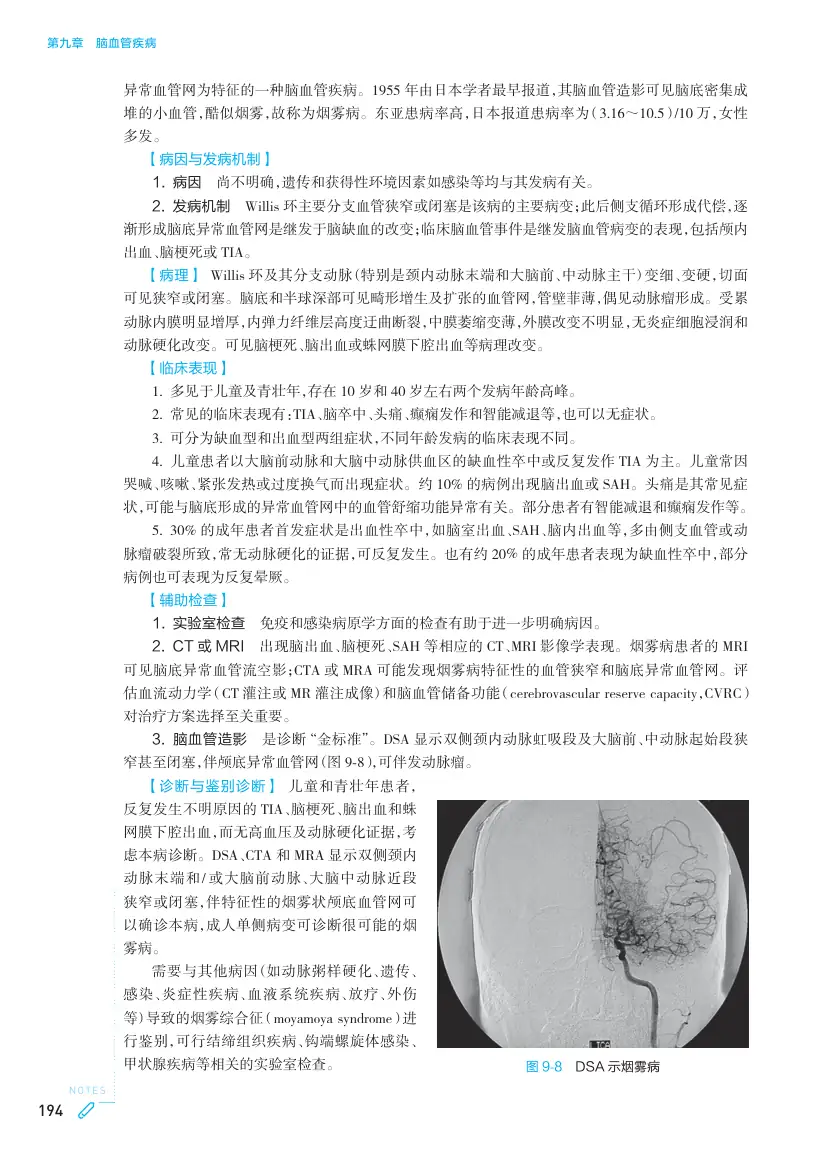 第九章 脑血管疾病
异常血管网为特征的一种脑血管疾病。1955 年由日本学者最早报道,其脑血管造影可见脑底密集成
堆的小血管,酷似烟雾,故称为烟雾病。东亚患病率高,日本报道患病率为(3.16～10.5)/10 万,女性
多发。
【病因与发病机制】
1. 病因 尚不明确,遗传和获得性环境因素如感染等均与其发病有关。
2. 发病机制 Willis 环主要分支血管狭窄或闭塞是该病的主要病变;此后侧支循环形成代偿,逐
渐形成脑底异常血管网是继发于脑缺血的改变;临床脑血管事件是继发脑血管病变的表现,包括颅内
出血、脑梗死或 TIA。
【病理】 Willis 环及其分支动脉(特别是颈内动脉末端和大脑前、中动脉主干)变细、变硬,切面
可见狭窄或闭塞。脑底和半球深部可见畸形增生及扩张的血管网,管壁菲薄,偶见动脉瘤形成。受累
动脉内膜明显增厚,内弹力纤维层高度迂曲断裂,中膜萎缩变薄,外膜改变不明显,无炎症细胞浸润和
动脉硬化改变。可见脑梗死、脑出血或蛛网膜下腔出血等病理改变。
【临床表现】
1. 多见于儿童及青壮年,存在 10 岁和 40 岁左右两个发病年龄高峰。
2. 常见的临床表现有:TIA、脑卒中、头痛、癫痫发作和智能减退等,也可以无症状。
3. 可分为缺血型和出血型两组症状,不同年龄发病的临床表现不同。
4. 儿童患者以大脑前动脉和大脑中动脉供血区的缺血性卒中或反复发作 TIA 为主。儿童常因
哭喊、咳嗽、紧张发热或过度换气而出现症状。约 10% 的病例出现脑出血或 SAH。头痛是其常见症
状,可能与脑底形成的异常血管网中的血管舒缩功能异常有关。部分患者有智能减退和癫痫发作等。
5. 30% 的成年患者首发症状是出血性卒中,如脑室出血、SAH、脑内出血等,多由侧支血管或动
脉瘤破裂所致,常无动脉硬化的证据,可反复发生。也有约 20% 的成年患者表现为缺血性卒中,部分
病例也可表现为反复晕厥。
【辅助检查】
1. 实验室检查 免疫和感染病原学方面的检查有助于进一步明确病因。
2. CT 或 MRI 出现脑出血、脑梗死、SAH 等相应的 CT、MRI 影像学表现。烟雾病患者的 MRI
可见脑底异常血管流空影;CTA 或 MRA 可能发现烟雾病特征性的血管狭窄和脑底异常血管网。评
估血流动力学(CT 灌注或 MR 灌注成像)和脑血管储备功能(cerebrovascular reserve capacity,CVRC)
对治疗方案选择至关重要。
3. 脑血管造影 是诊断 “金标准”。DSA 显示双侧颈内动脉虹吸段及大脑前、中动脉起始段狭
窄甚至闭塞,伴颅底异常血管网(图 9-8),可伴发动脉瘤。
【诊断与鉴别诊断】 儿童和青壮年患者,
反复发生不明原因的 TIA、脑梗死、脑出血和蛛
网膜下腔出血,而无高血压及动脉硬化证据,考
虑本病诊断。DSA、CTA 和 MRA 显示双侧颈内
动脉末端和/或大脑前动脉、大脑中动脉近段
狭窄或闭塞,伴特征性的烟雾状颅底血管网可
以确诊本病,成人单侧病变可诊断很可能的烟
雾病。
需要与其他病因(如动脉粥样硬化、遗传、
感染、炎症性疾病、血液系统疾病、放疗、外伤
等)导致的烟雾综合征(moyamoya syndrome)进
行鉴别,可行结缔组织疾病、钩端螺旋体感染、
甲状腺疾病等相关的实验室检查。
ICA
图 9-8 DSA 示烟雾病
NOTES
194